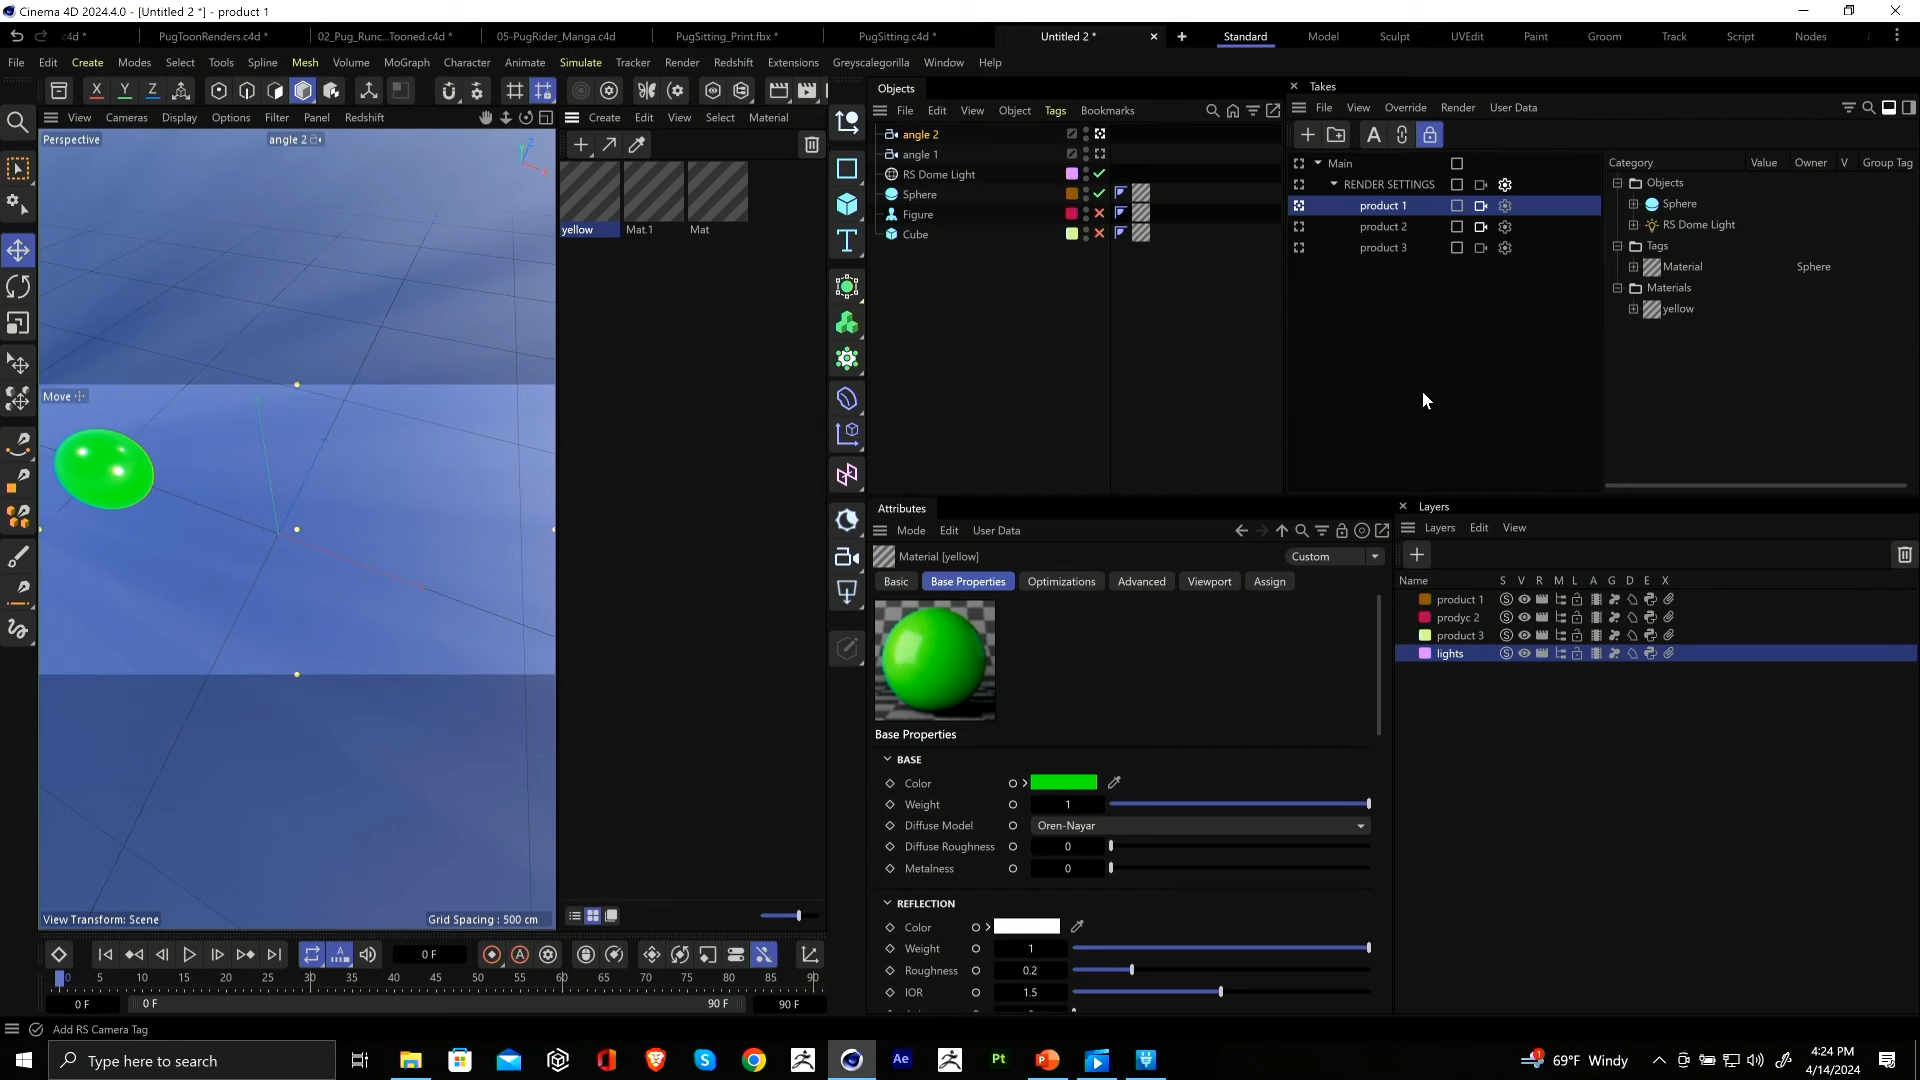 Cinema 4D 2024.4.0 - [Untitled 2 *] - product 1
c4d *
PugToonRenders.c4d *
02_Pug_Runc...Tooned.c4d *
05-PugRider_Manga.c4d
PugSitting_Print.fbx *
PugSitting.c4d *
Untitled 2 *
Standard Model Sculpt UVEdit Paint Groom Track Script Nodes
File Edit Create Modes Select Tools Spline Mesh Volume MoGraph Character Animate Simulate Tracker Render Redshift Extensions Greyscalegorilla Window Help
X Y Z
View Cameras Display Options Filter Panel Redshift
Perspective
angle 2
Move
View Transform: Scene
Grid Spacing : 500 cm
Create Edit View Select Material
yellow Mat.1 Mat
Objects
File Edit View Object Tags Bookmarks
angle 2
angle 1
RS Dome Light
Sphere
Figure
Cube
Takes
File View Override Render User Data
Main
RENDER SETTINGS
product 1
product 2
product 3
Category Value Owner V Group Tag
Objects
Sphere
RS Dome Light
Tags
Material Sphere
Materials
yellow
Attributes
Mode Edit User Data
Material [yellow]
Custom
Basic Base Properties Optimizations Advanced Viewport Assign
Base Properties
BASE
Color
Weight 1
Diffuse Model Oren-Nayar
Diffuse Roughness 0
Metalness 0
REFLECTION
Color
Weight 1
Roughness 0.2
IOR 1.5
Layers
Layers Edit View
Name S V R M L A G D E X
product 1
prodyc 2
product 3
lights
0 F
0 5 10 15 20 25 30 35 40 45 50 55 60 65 70 75 80 85 90
0 F 0 F 90 F 90 F
Add RS Camera Tag
Type here to search
Ae
Pt
69°F Windy
4:24 PM
4/14/2024